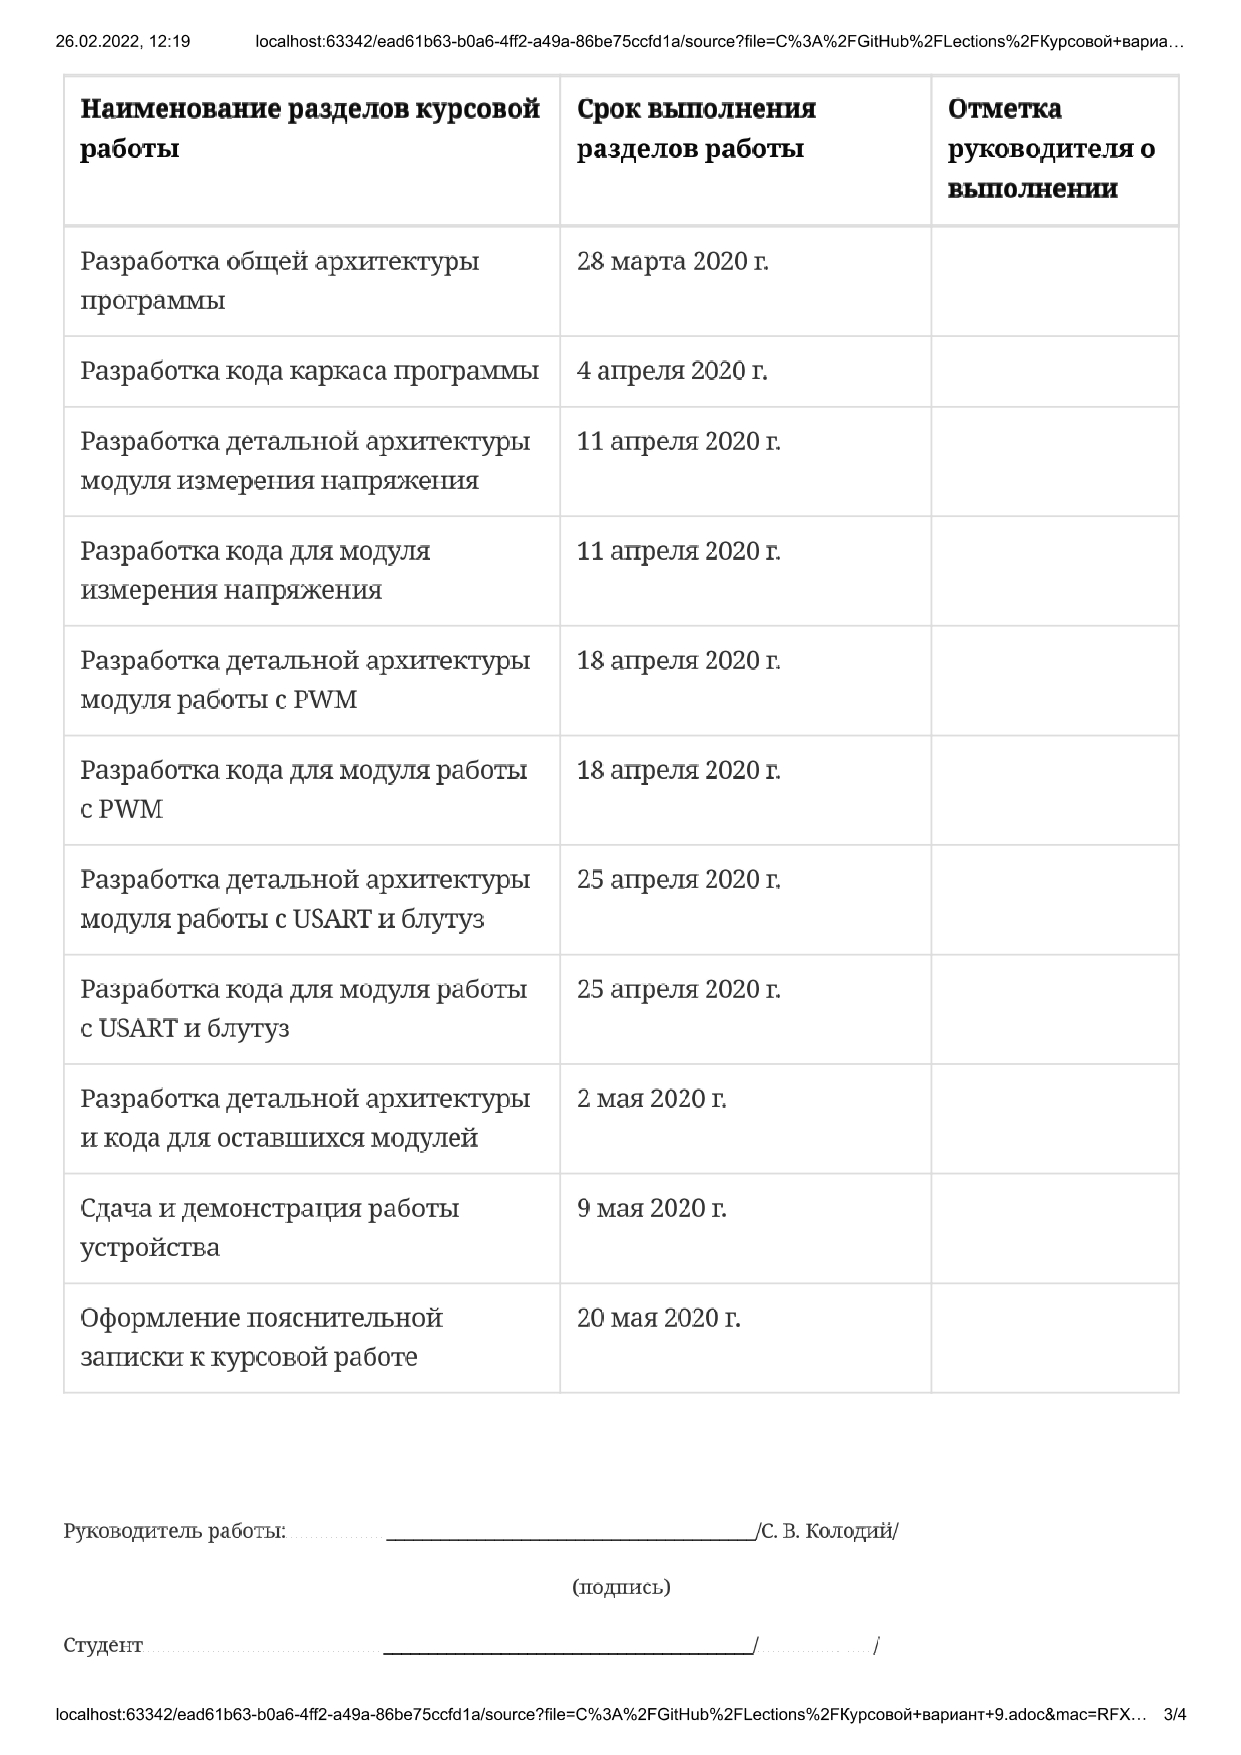 26.02.2022, 12:19 localhost:63342/ead61b63-b0a6-4ff2-a49a-86be75ccfd1a/source?file=C%3A%2FGitHub%2FLections%2FКурсовой+вариа…
Наименование разделов курсовой работы
Срок выполнения разделов работы
Отметка руководителя о выполнении
Разработка общей архитектуры программы
28 марта 2020 г.
Разработка кода каркаса программы
4 апреля 2020 г.
Разработка детальной архитектуры модуля измерения напряжения
11 апреля 2020 г.
Разработка кода для модуля измерения напряжения
11 апреля 2020 г.
Разработка детальной архитектуры модуля работы с PWM
18 апреля 2020 г.
Разработка кода для модуля работы с PWM
18 апреля 2020 г.
Разработка детальной архитектуры модуля работы с USART и блутуз
25 апреля 2020 г.
Разработка кода для модуля работы с USART и блутуз
25 апреля 2020 г.
Разработка детальной архитектуры и кода для оставшихся модулей
2 мая 2020 г.
Сдача и демонстрация работы устройства
9 мая 2020 г.
Оформление пояснительной записки к курсовой работе
20 мая 2020 г.
Руководитель работы: ___________________________________/С. В. Колодий/
(подпись)
Студент ___________________________________/ /
localhost:63342/ead61b63-b0a6-4ff2-a49a-86be75ccfd1a/source?file=C%3A%2FGitHub%2FLections%2FКурсовой+вариант+9.adoc&mac=RFX… 3/4